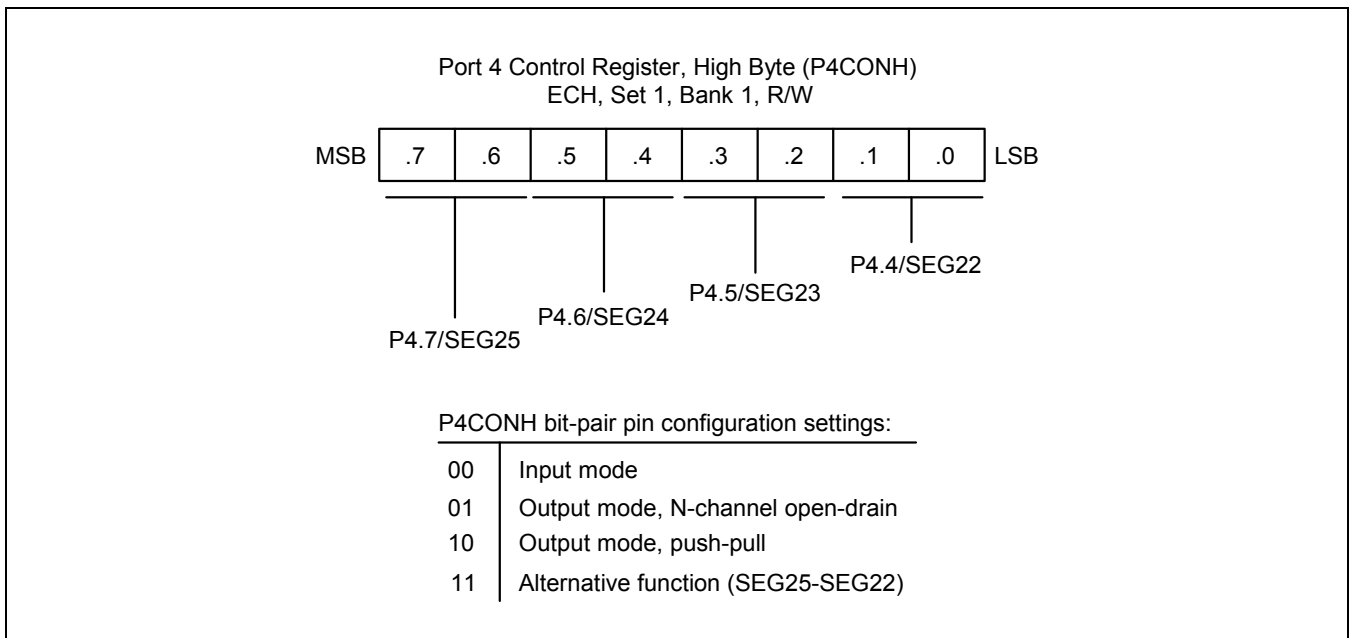 Port 4 Control Register, High Byte (P4CONH)
ECH, Set 1, Bank 1, R/W
MSB .7 .6 .5 .4 .3 .2 .1 .0 LSB
P4.4/SEG22
P4.5/SEG23
P4.6/SEG24
P4.7/SEG25
P4CONH bit-pair pin configuration settings:
00 Input mode
01 Output mode, N-channel open-drain
10 Output mode, push-pull
11 Alternative function (SEG25-SEG22)